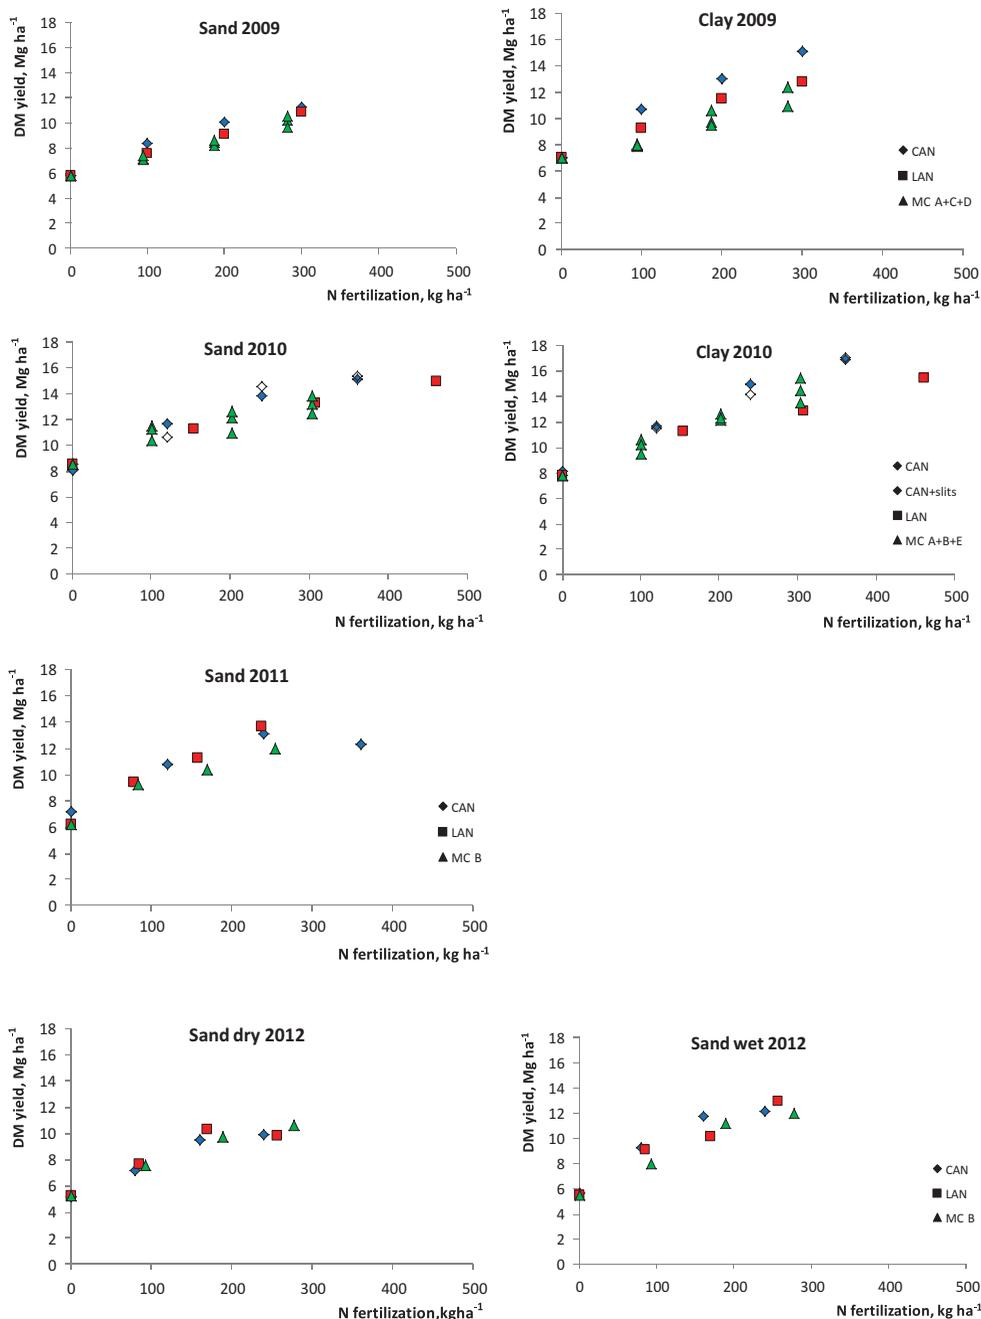 Sand 2009
DM yield, Mg ha-1
18
16
14
12
10
8
6
4
2
0
0 100 200 300 400 500
N fertilization, kg ha-1
Clay 2009
DM yield, Mg ha-1
18
16
14
12
10
8
6
4
2
0
0 100 200 300 400 500
N fertilization, kg ha-1
CAN
LAN
MC A+C+D
Sand 2010
DM yield, Mg ha-1
18
16
14
12
10
8
6
4
2
0
0 100 200 300 400 500
N fertilization, kg ha-1
Clay 2010
DM yield, Mg ha-1
18
16
14
12
10
8
6
4
2
0
0 100 200 300 400 500
N fertilization, kg ha-1
CAN
CAN+slits
LAN
MC A+B+E
Sand 2011
DM yield, Mg ha-1
18
16
14
12
10
8
6
4
2
0
0 100 200 300 400 500
N fertilization, kg ha-1
CAN
LAN
MC B
Sand dry 2012
DM yield, Mg ha-1
18
16
14
12
10
8
6
4
2
0
0 100 200 300 400 500
N fertilization,kgha-1
Sand wet 2012
DM yield, Mg ha-1
18
16
14
12
10
8
6
4
2
0
0 100 200 300 400 500
N fertilization, kg ha-1
CAN
LAN
MC B